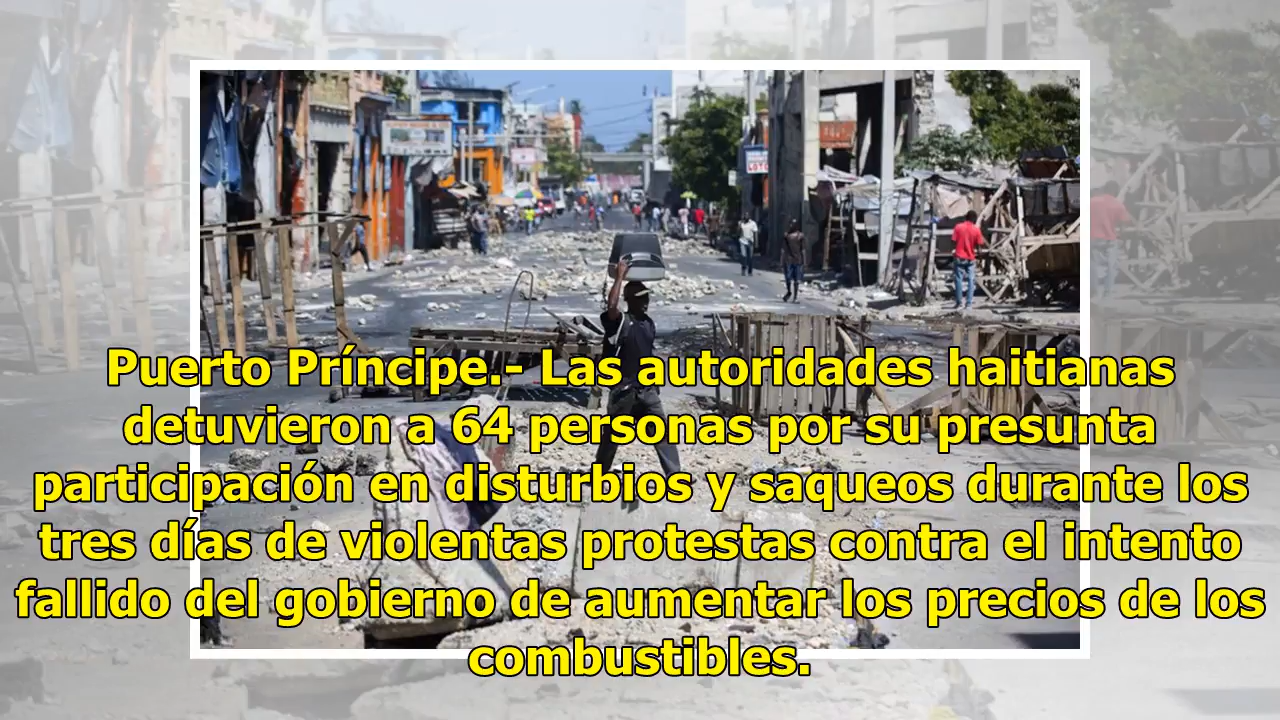 LOTO
Puerto Príncipe.- Las autoridades haitianas
detuvieron a 64 personas por su presunta
participación en disturbios y saqueos durante los
tres días de violentas protestas contra el intento
fallido del gobierno de aumentar los precios de los
combustibles.